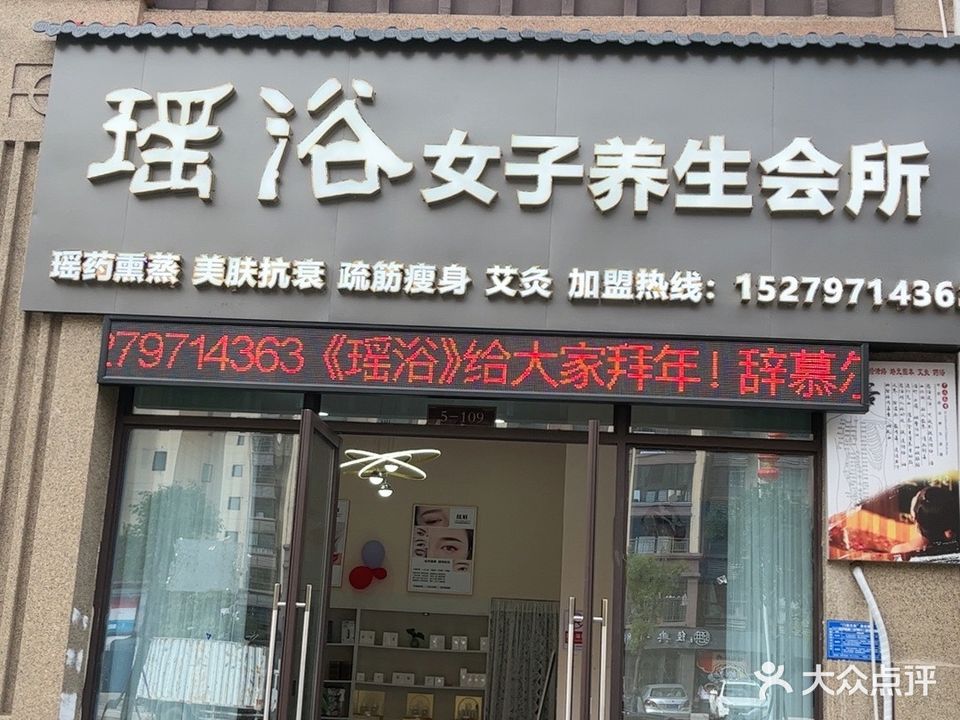 瑶浴女子养生会所
瑶药熏蒸 美肤抗衰 疏筋瘦身 艾灸 加盟热线：1527971436
279714363《瑶浴》给大家拜年！辞慕
5-109
大众点评